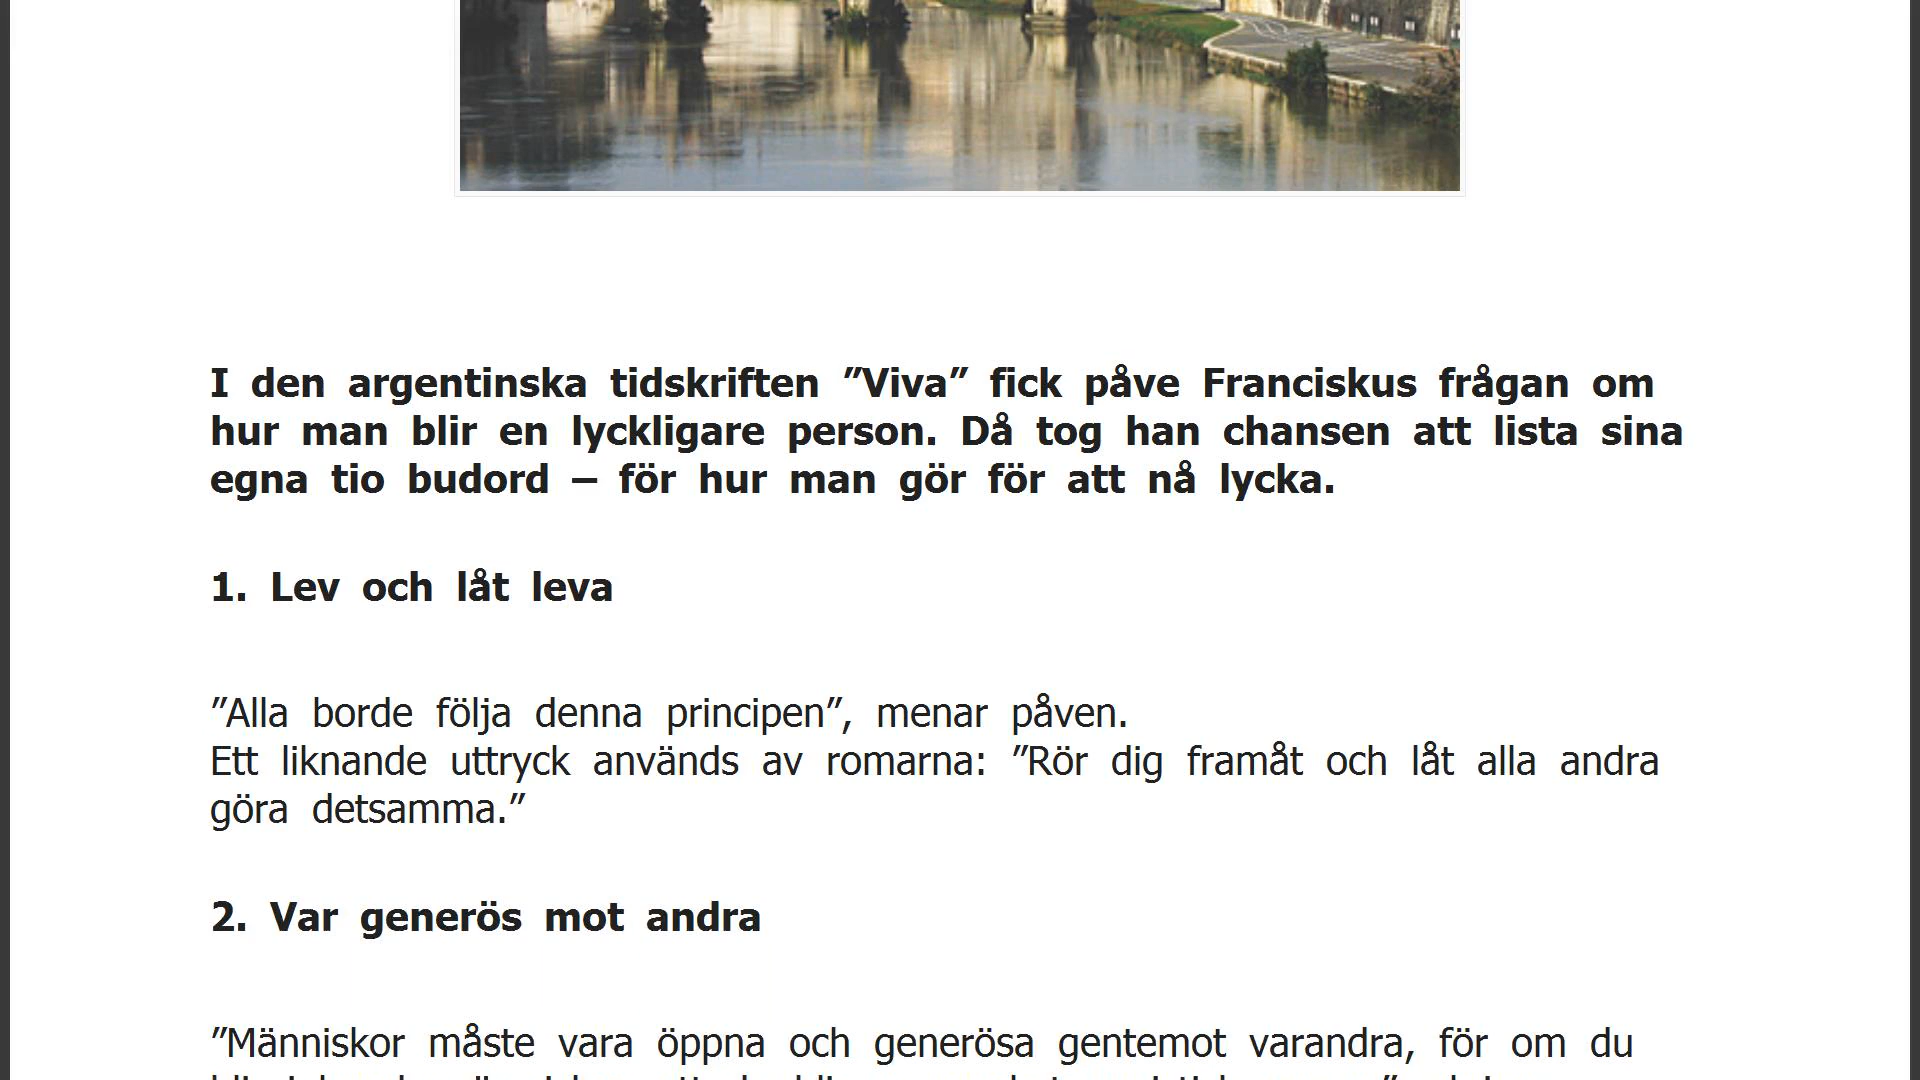 I den argentinska tidskriften ”Viva” fick påve Franciskus frågan om
hur man blir en lyckligare person. Då tog han chansen att lista sina
egna tio budord – för hur man gör för att nå lycka.
1. Lev och låt leva
”Alla borde följa denna principen”, menar påven.
Ett liknande uttryck används av romarna: ”Rör dig framåt och låt alla andra
göra detsamma.”
2. Var generös mot andra
”Människor måste vara öppna och generösa gentemot varandra, för om du